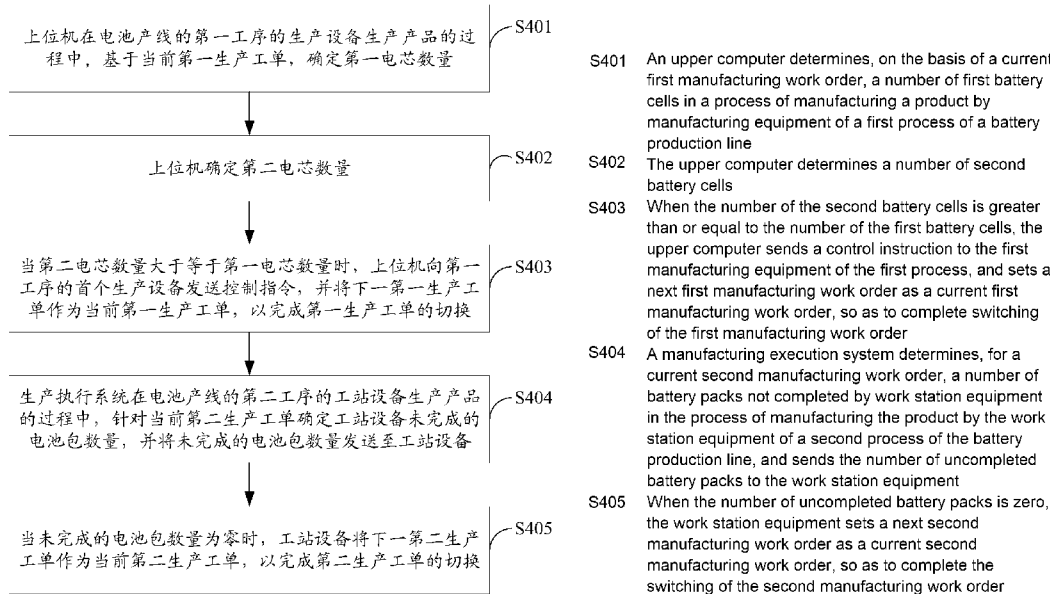 上位机在电池产线的第一工序的生产设备生产产品的过
程中，基于当前第一生产工单，确定第一电芯数量
S401
上位机确定第二电芯数量
S402
当第二电芯数量大于等于第一电芯数量时，上位机向第一
工序的首个生产设备发送控制指令，并将下一第一生产工
单作为当前第一生产工单，以完成第一生产工单的切换
S403
生产执行系统在电池产线的第二工序的工站设备生产产品
的过程中，针对当前第二生产工单确定工站设备未完成的
电池包数量，并将未完成的电池包数量发送至工站设备
S404
当未完成的电池包数量为零时，工站设备将下一第二生产
工单作为当前第二生产工单，以完成第二生产工单的切换
S405
S401 An upper computer determines, on the basis of a current
first manufacturing work order, a number of first battery
cells in a process of manufacturing a product by
manufacturing equipment of a first process of a battery
production line
S402 The upper computer determines a number of second
battery cells
S403 When the number of the second battery cells is greater
than or equal to the number of the first battery cells, the
upper computer sends a control instruction to the first
manufacturing equipment of the first process, and sets a
next first manufacturing work order as a current first
manufacturing work order, so as to complete switching
of the first manufacturing work order
S404 A manufacturing execution system determines, for a
current second manufacturing work order, a number of
battery packs not completed by work station equipment
in the process of manufacturing the product by the work
station equipment of a second process of the battery
production line, and sends the number of uncompleted
battery packs to the work station equipment
S405 When the number of uncompleted battery packs is zero,
the work station equipment sets a next second
manufacturing work order as a current second
manufacturing work order, so as to complete the
switching of the second manufacturing work order